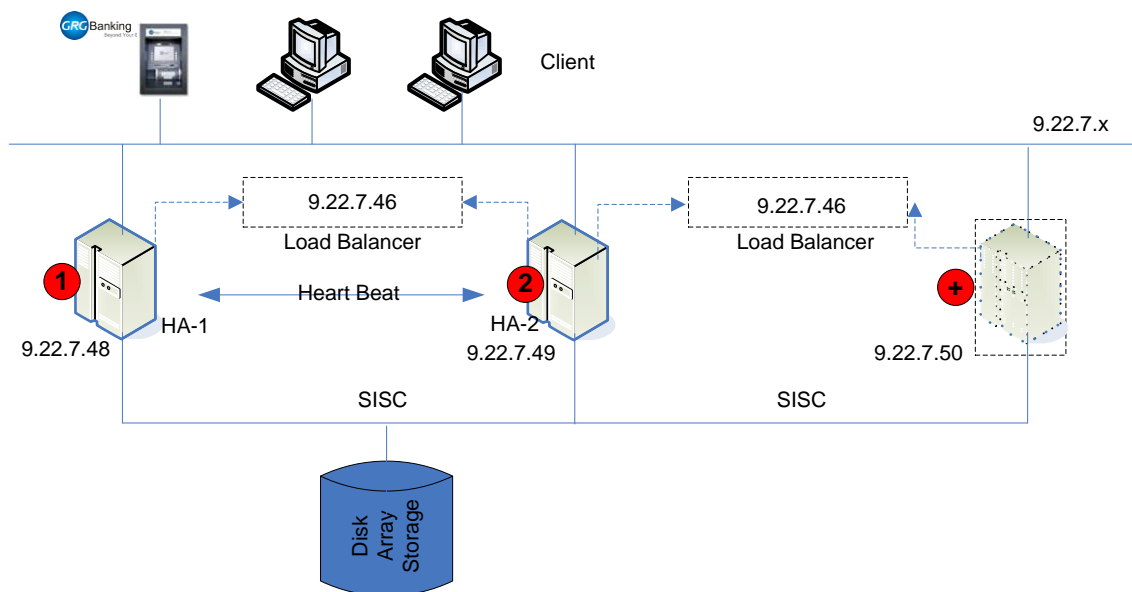 GRGBanking
Beyond Your
Client
9.22.7.x
9.22.7.46
Load Balancer
9.22.7.46
Load Balancer
1
Heart Beat
2
+
HA-1
HA-2
9.22.7.48
9.22.7.49
9.22.7.50
SISC
SISC
Disk
Array
Storage